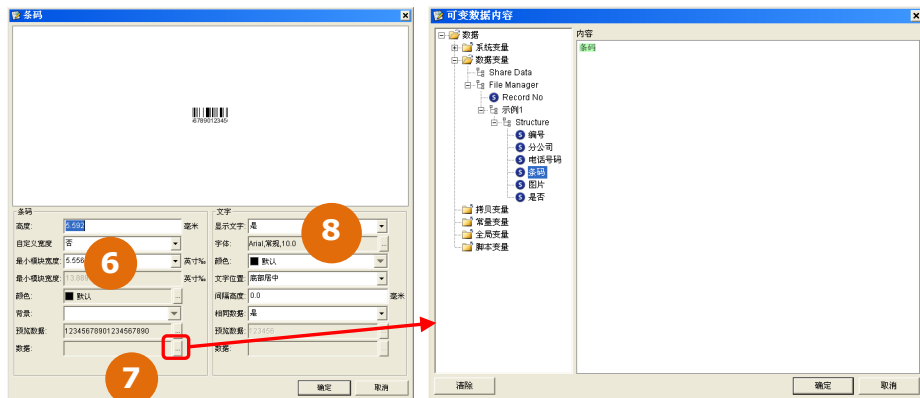 条码
6789012345
条码
高度: 5.592 毫米
自定义宽度 否
最小模块宽度: 5.556 英寸‰
最小模块宽度: 13.889 英寸‰
颜色: 默认
背景:
预览数据: 12345678901234567890
数据: ...
6
7
文字
显示文字: 是
字体: Arial,常规,10.0 ...
颜色: 默认
文字位置: 底部居中
间隔高度: 0.0 毫米
相同数据: 是
预览数据: 123456
数据:
8
确定 取消
可变数据内容
数据
系统变量
数据变量
Share Data
File Manager
Record No
示例1
Structure
编号
分公司
电话号码
条码
图片
是否
拷贝变量
常量变量
全局变量
脚本变量
内容
条码
清除 确定 取消